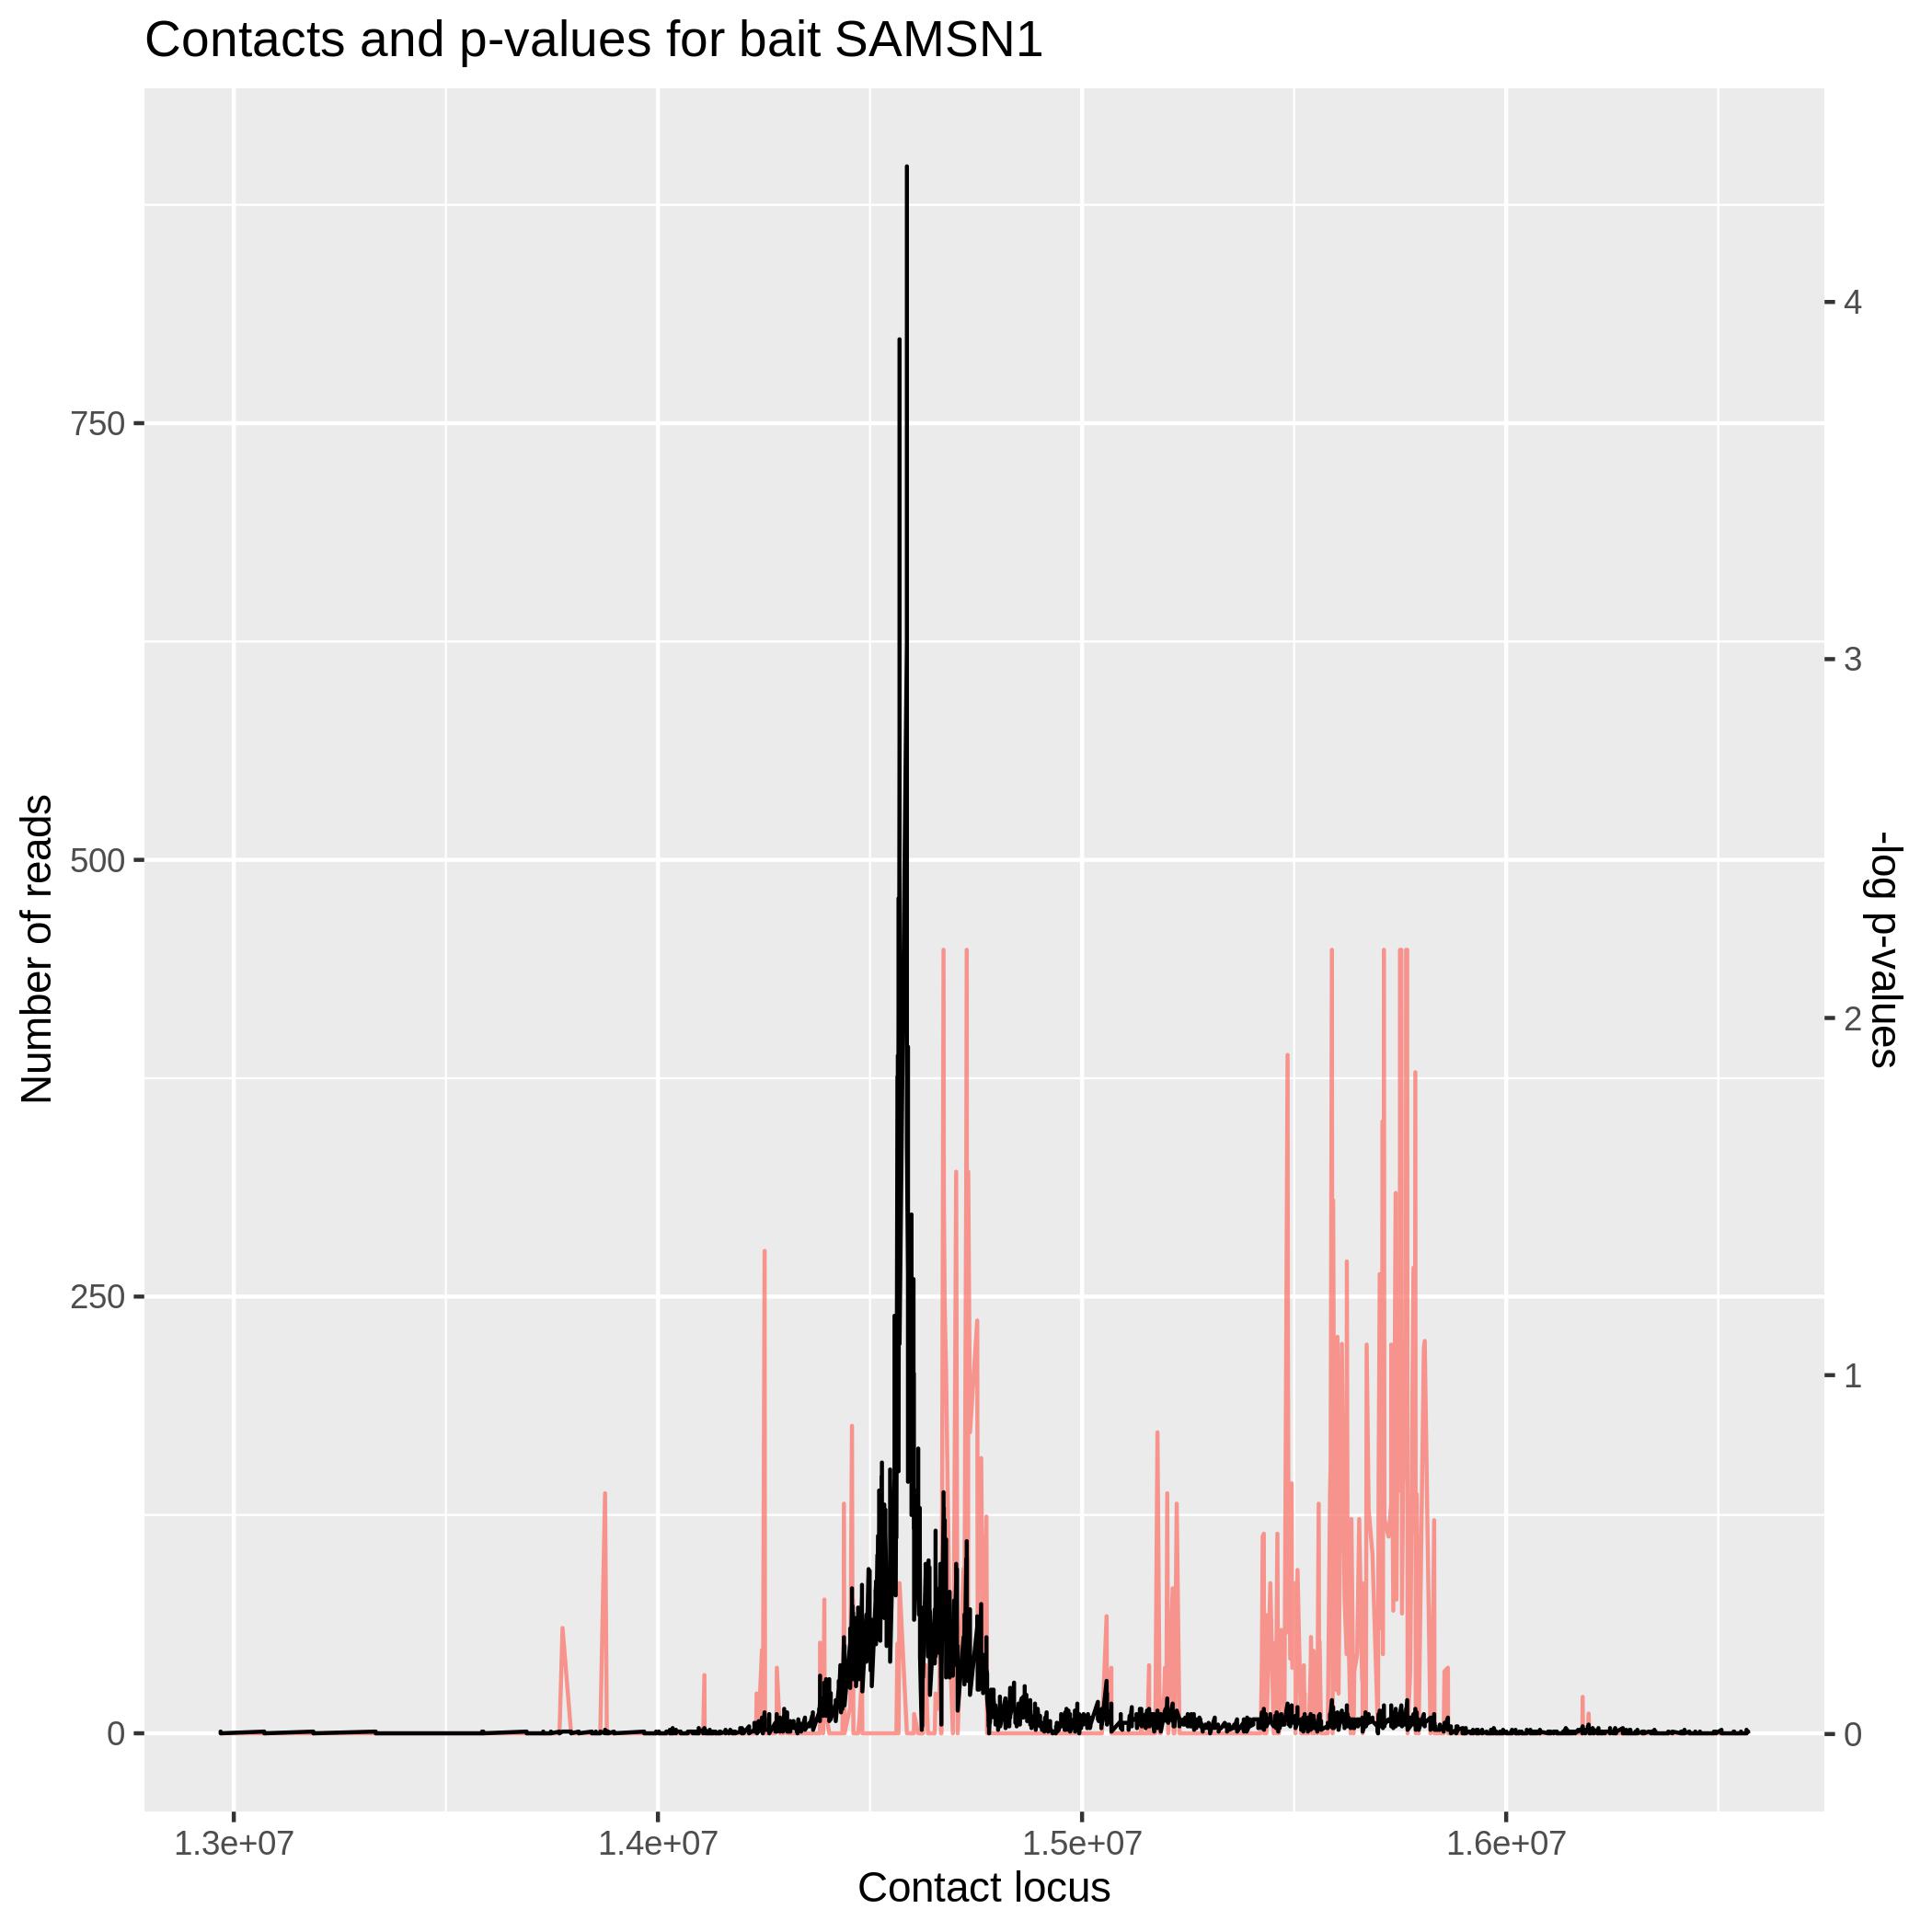 Contacts and p-values for bait SAMSN1
Number of reads
750
500
250
0
4
3
2
1
0
-log p-values
1.3e+07
1.4e+07
1.5e+07
1.6e+07
Contact locus